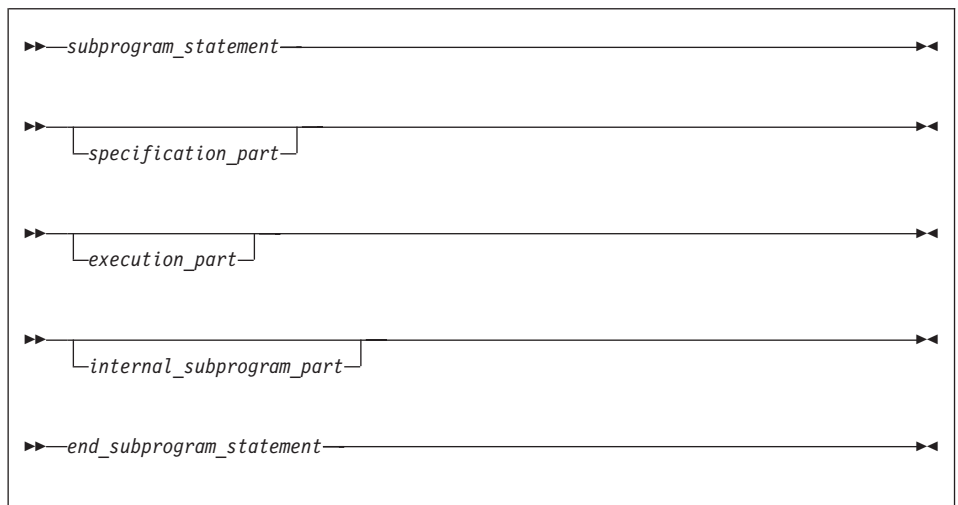 subprogram_statement
specification_part
execution_part
internal_subprogram_part
end_subprogram_statement